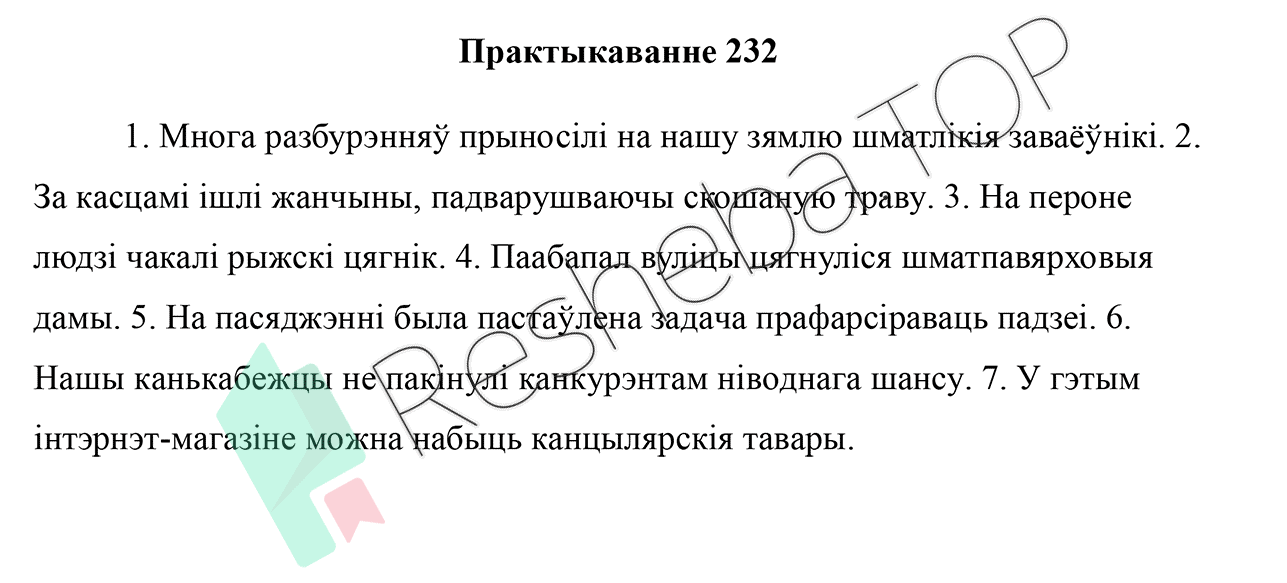 Практыкаванне 232
1. Многа разбурэнняў прыносілі на нашу зямлю шматлікія заваёўнікі. 2.
За касцамі ішлі жанчыны, падварушваючы скошаную траву. 3. На пероне
людзі чакалі рыжскі цягнік. 4. Паабапал вуліцы цягнуліся шматпавярховыя
дамы. 5. На пасяджэнні была пастаўлена задача прафарсіраваць падзеі. 6.
Нашы канькабежцы не пакінулі канкурэнтам ніводнага шансу. 7. У гэтым
інтэрнэт-магазіне можна набыць канцылярскія тавары.
Resheba TOP